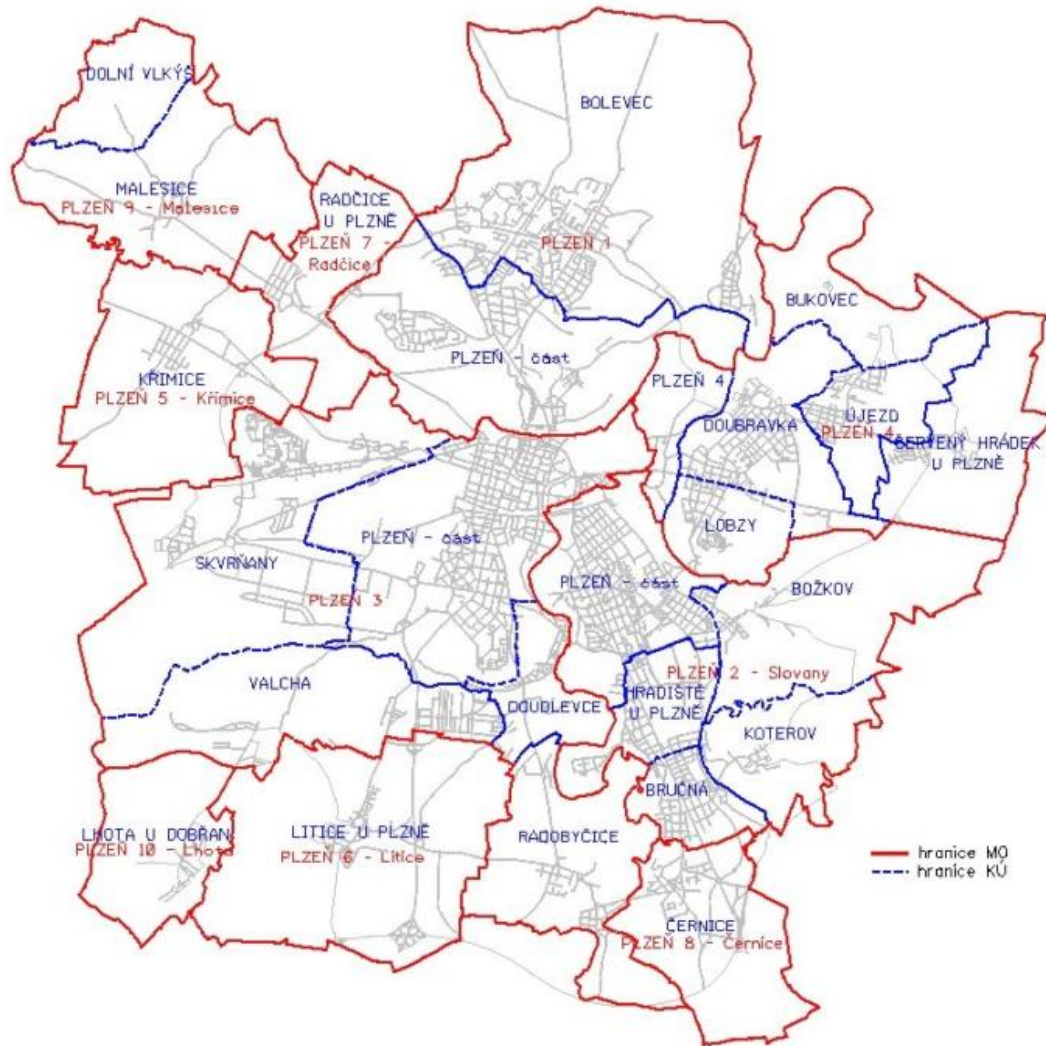 DOLNÍ VLKÝŠ
BOLEVEC
MALESICE
PLZEŇ 9 - Malesice
RADČICE
U PLZNĚ
PLZEŇ 7 -
Radčice
PLZEŇ 1
BUKOVEC
PLZEŇ - část
KŘIMICE
PLZEŇ 5 - Křimice
PLZEŇ 4
DOUBRAVKA
ÚJEZD
PLZEŇ 4
ČERVENÝ HRÁDEK
U PLZNĚ
LOBZY
PLZEŇ - část
SKVRŇANY
PLZEŇ 3
PLZEŇ - část
BOŽKOV
PLZEŇ 2 - Slovany
VALCHA
DOUDLEVCE
HRADIŠTĚ
U PLZNĚ
KOTEROV
BRUČNÁ
LHOTA U DOBŘAN
PLZEŇ 10 - Lhota
LITICE U PLZNĚ
PLZEŇ 6 - Litice
RADOBYČICE
hranice MO
hranice KÚ
ČERNICE
PLZEŇ 8 - Černice